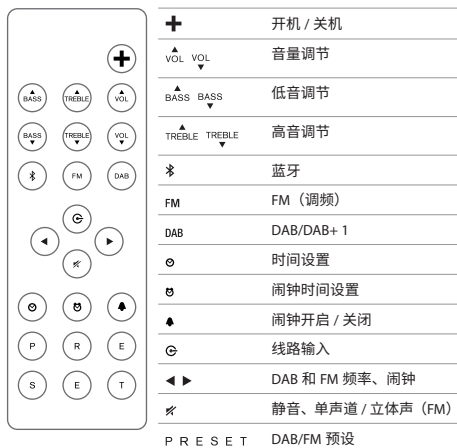 BASS TREBLE VOL
BASS TREBLE VOL
FM DAB
P R E
S E T
开机 / 关机
VOL VOL 音量调节
BASS BASS 低音调节
TREBLE TREBLE 高音调节
蓝牙
FM FM（调频）
DAB DAB/DAB+ 1
时间设置
闹钟时间设置
闹钟开启 / 关闭
线路输入
DAB 和 FM 频率、闹钟
静音、单声道 / 立体声（FM）
P R E S E T DAB/FM 预设